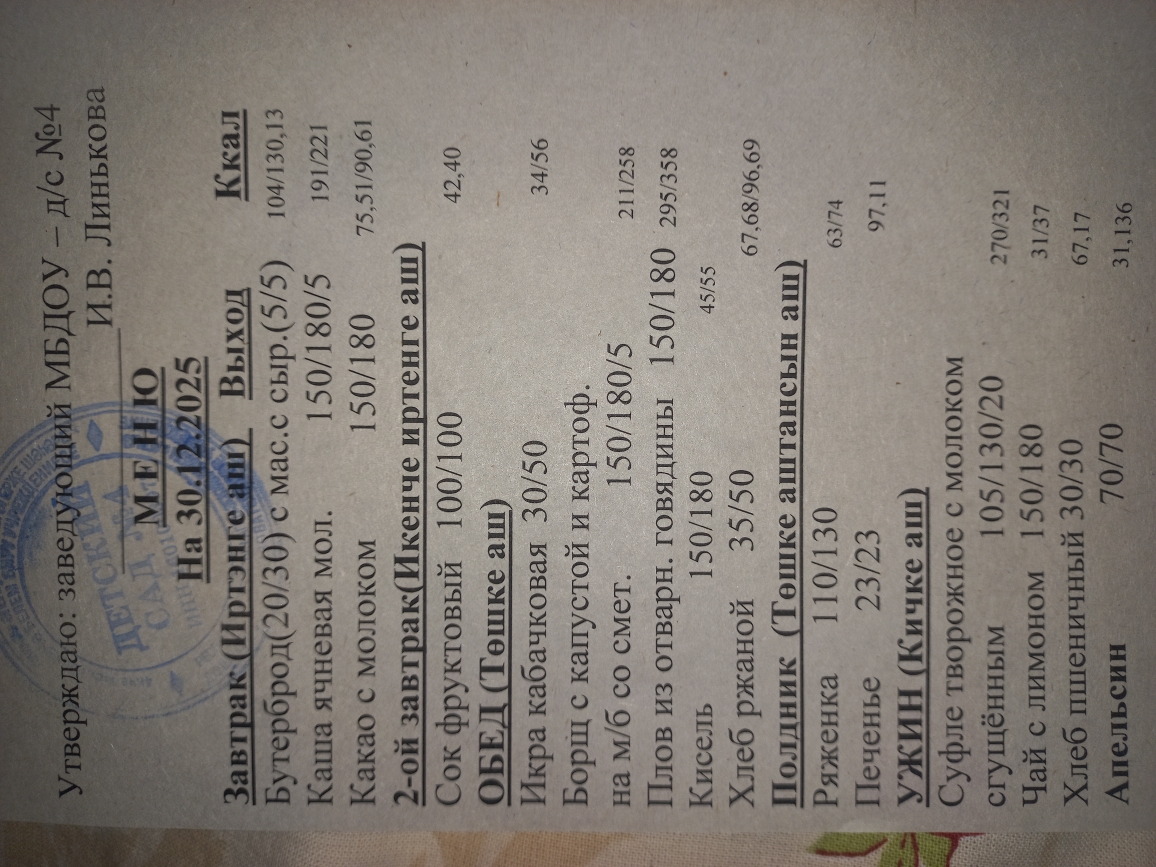 Утверждаю: заведующий МБДОУ – д/с №4
И.В. Линькова
М Е Н Ю
На 30.12.2025
Завтрак (Иртэнге аш) Выход Ккал
Бутерброд(20/30) с мас.с сыр.(5/5) 104/130,13
Каша ячневая мол. 150/180/5 191/221
Какао с молоком 150/180 75,51/90,61
2-ой завтрак(Икенче иртенге аш)
Сок фруктовый 100/100 42,40
ОБЕД (Төшке аш)
Икра кабачковая 30/50 34/56
Борщ с капустой и картоф.
на м/б со смет. 150/180/5 211/258
Плов из отварн. говядины 150/180 295/358
Кисель 150/180 45/55
Хлеб ржаной 35/50 67,68/96,69
Полдник (Төшке аштансын аш)
Ряженка 110/130 63/74
Печенье 23/23 97,11
УЖИН (Кичке аш)
Суфле творожное с молоком
сгущённым 105/130/20 270/321
Чай с лимоном 150/180 31/37
Хлеб пшеничный 30/30 67,17
Апельсин 70/70 31,136
ДЕТСКИЙ
САД №4